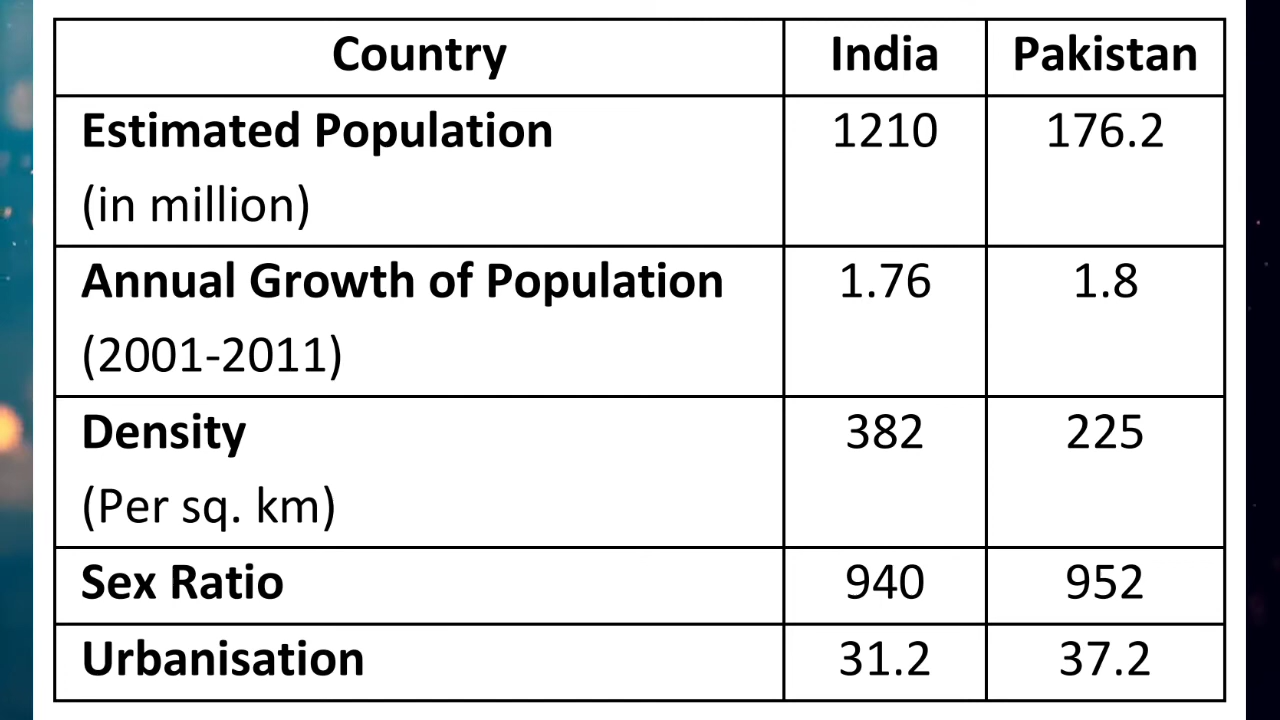 Country India Pakistan
Estimated Population 1210 176.2
(in million)
Annual Growth of Population 1.76 1.8
(2001-2011)
Density 382 225
(Per sq. km)
Sex Ratio 940 952
Urbanisation 31.2 37.2